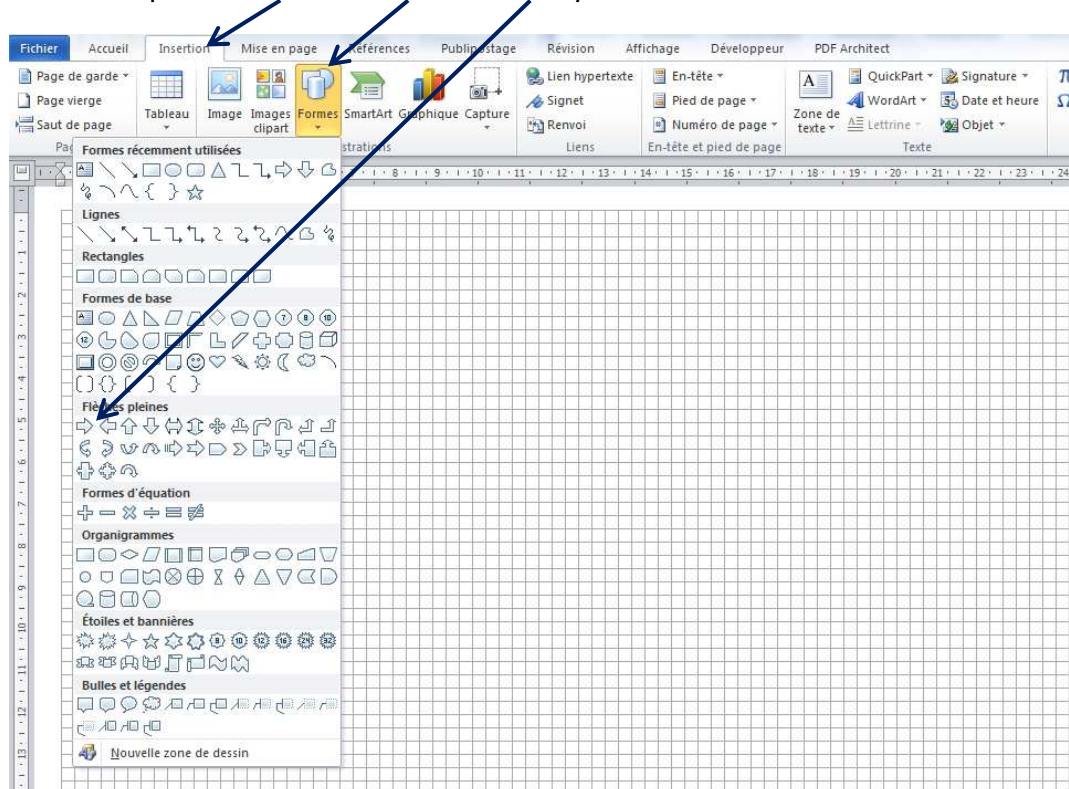 Fichier Accueil Insertion Mise en page Références Publipostage Révision Affichage Développeur PDF Architect
Page de garde
Page vierge
Saut de page
Tableau
Image
Images clipart
Formes
SmartArt
Graphique
Capture
Lien hypertexte
Signet
Renvoi
En-tête
Pied de page
Numéro de page
Zone de texte
QuickPart
WordArt
Lettrine
Signature
Date et heure
Objet
Liens
En-tête et pied de page
Texte
Formes récemment utilisées
Lignes
Rectangles
Formes de base
Flèches pleines
Formes d'équation
Organigrammes
Étoiles et bannières
Bulles et légendes
Nouvelle zone de dessin